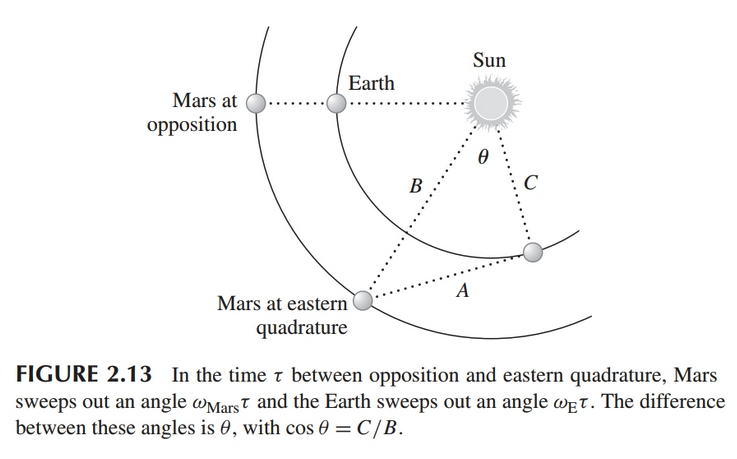 Sun
Earth
Mars at
opposition
θ
B
C
A
Mars at eastern
quadrature
FIGURE 2.13 In the time τ between opposition and eastern quadrature, Mars
sweeps out an angle ωMarsτ and the Earth sweeps out an angle ωEτ. The difference
between these angles is θ, with cos θ = C/B.